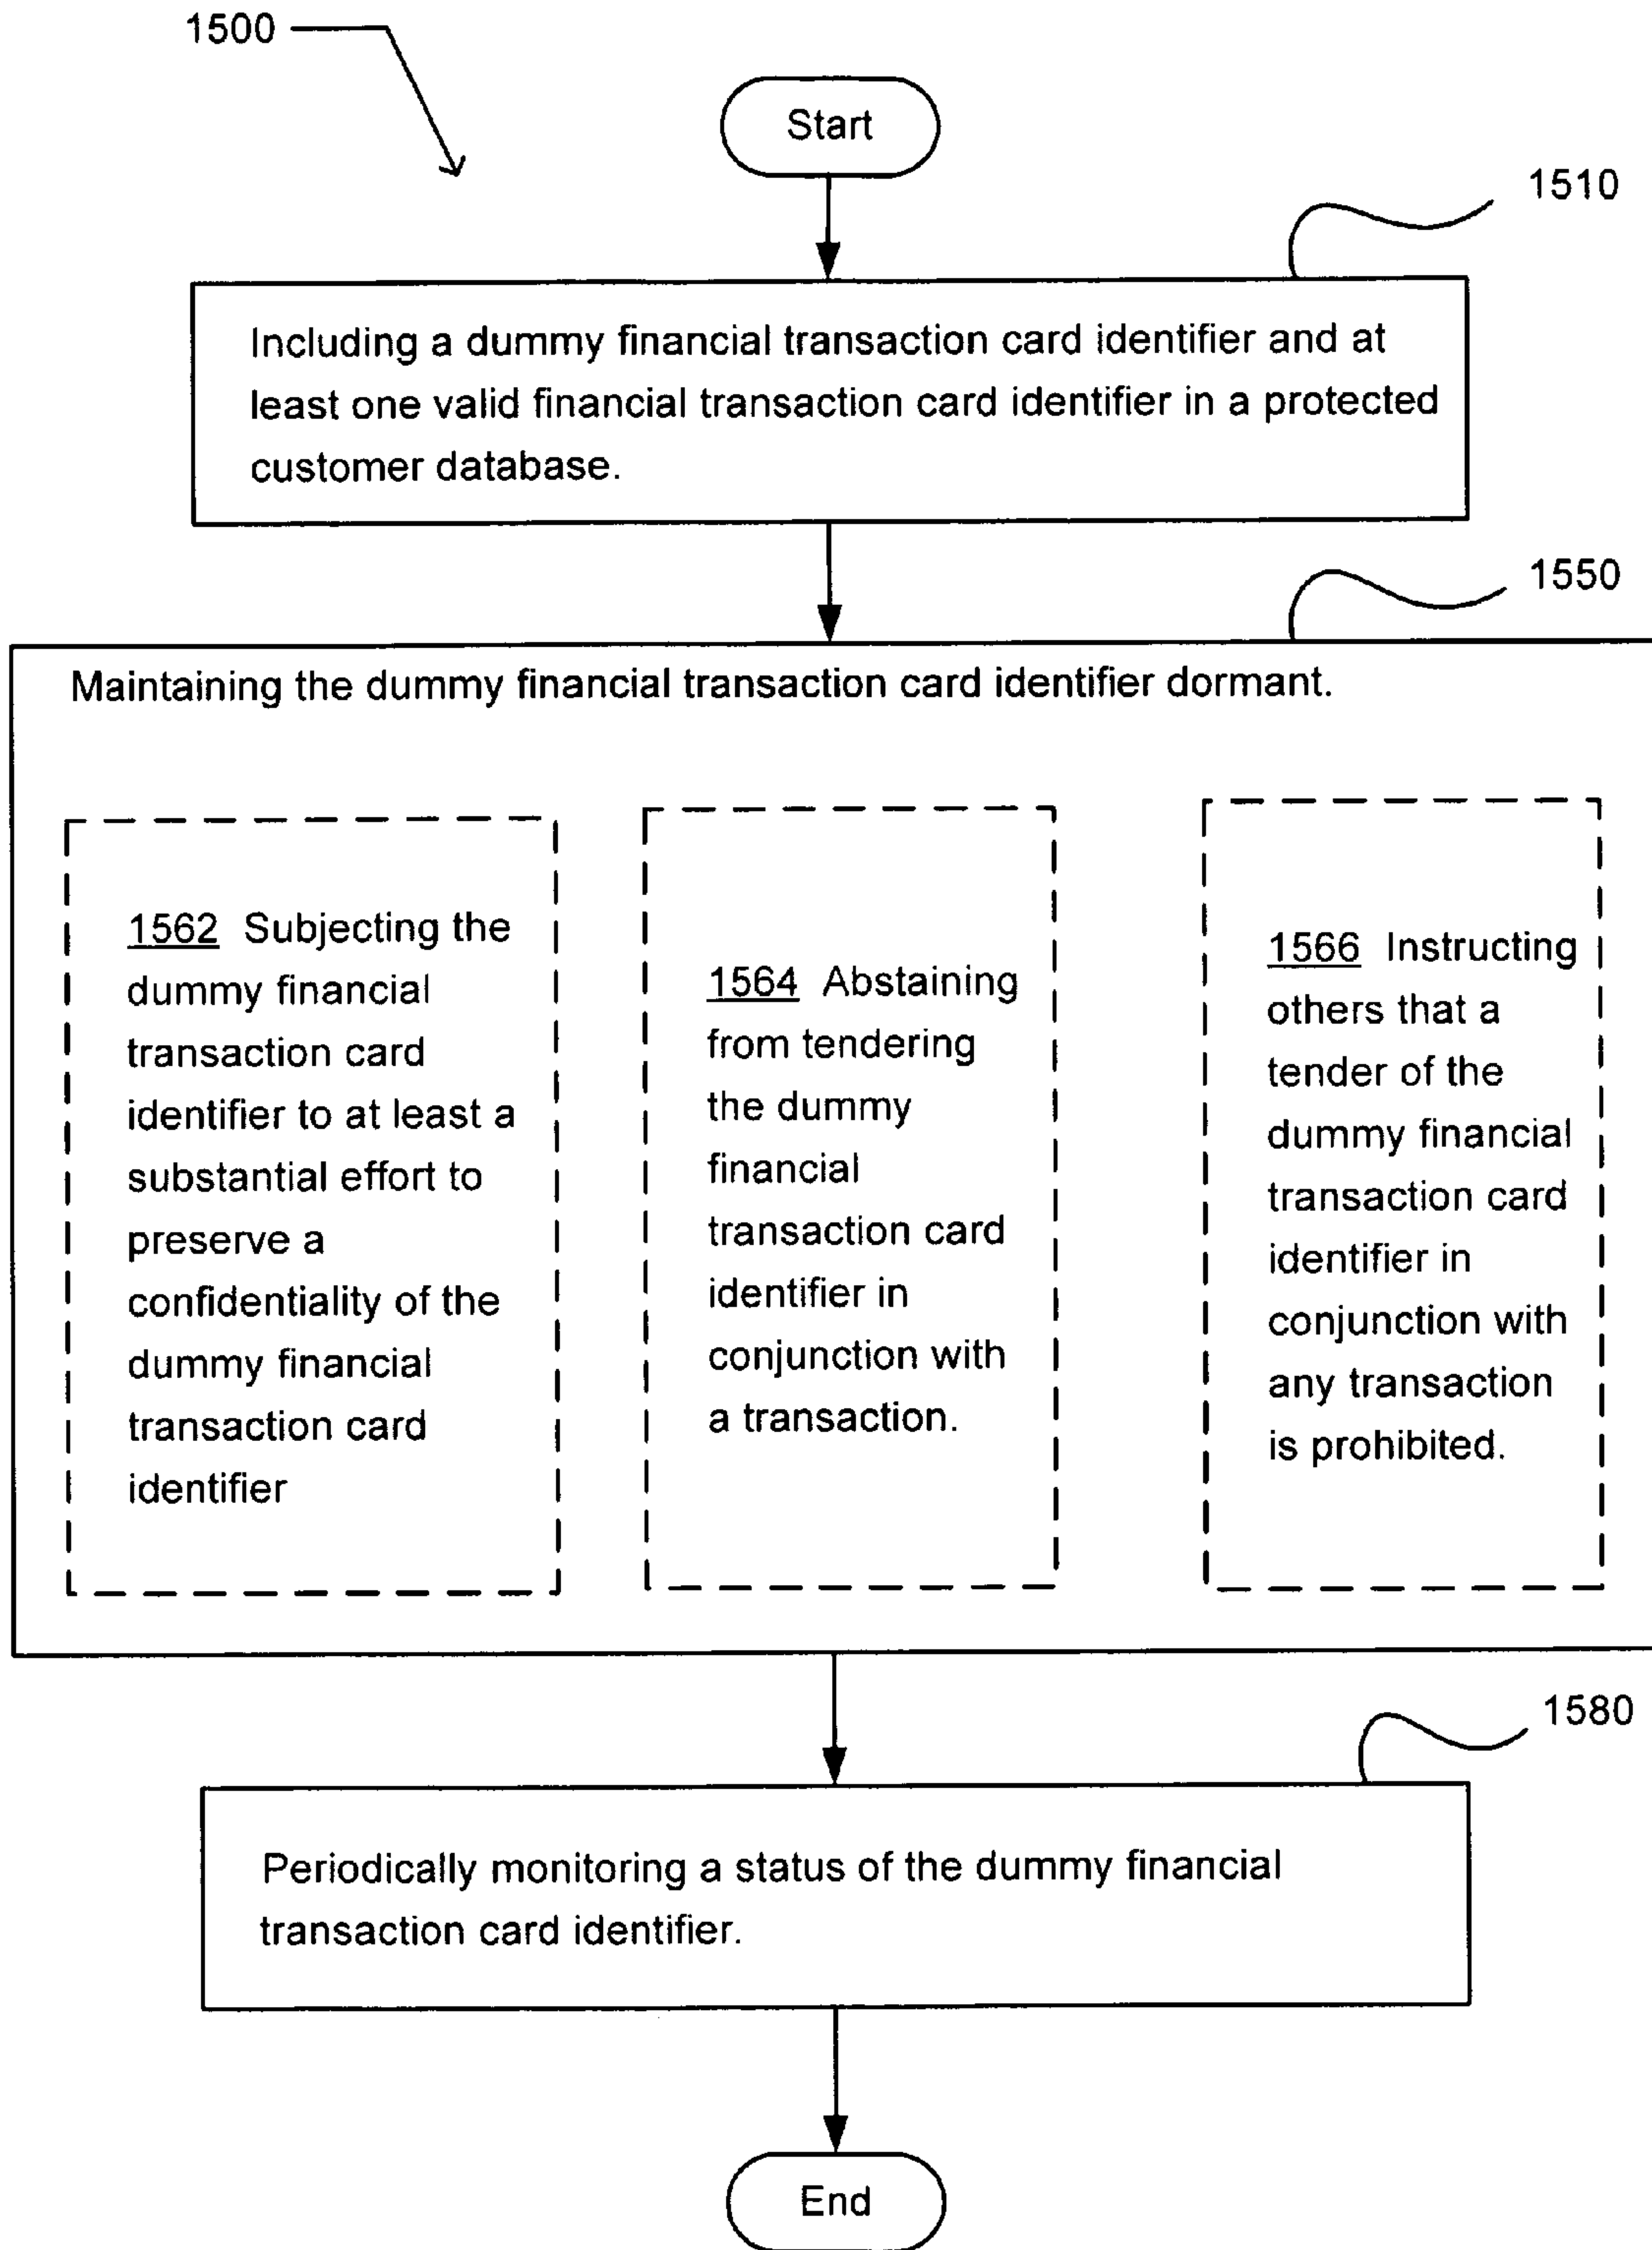 1500
Start
1510
Including a dummy financial transaction card identifier and at
least one valid financial transaction card identifier in a protected
customer database.
1550
Maintaining the dummy financial transaction card identifier dormant.
1562 Subjecting the
dummy financial
transaction card
identifier to at least a
substantial effort to
preserve a
confidentiality of the
dummy financial
transaction card
identifier
1564 Abstaining
from tendering
the dummy
financial
transaction card
identifier in
conjunction with
a transaction.
1566 Instructing
others that a
tender of the
dummy financial
transaction card
identifier in
conjunction with
any transaction
is prohibited.
1580
Periodically monitoring a status of the dummy financial
transaction card identifier.
End